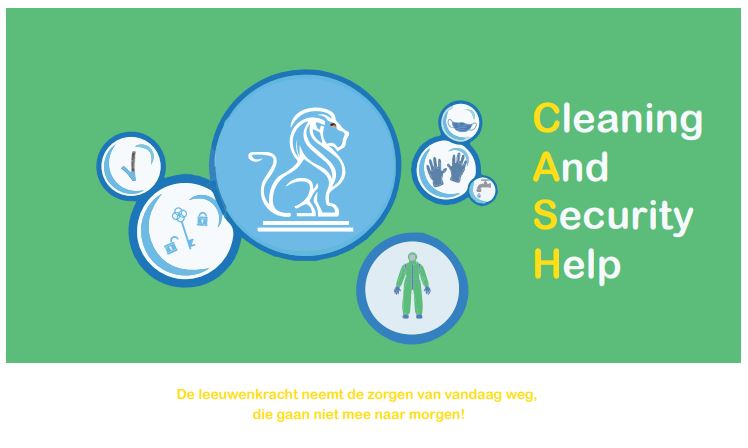 Cleaning
And
Security
Help
De leeuwenkracht neemt de zorgen van vandaag weg,
die gaan niet mee naar morgen!